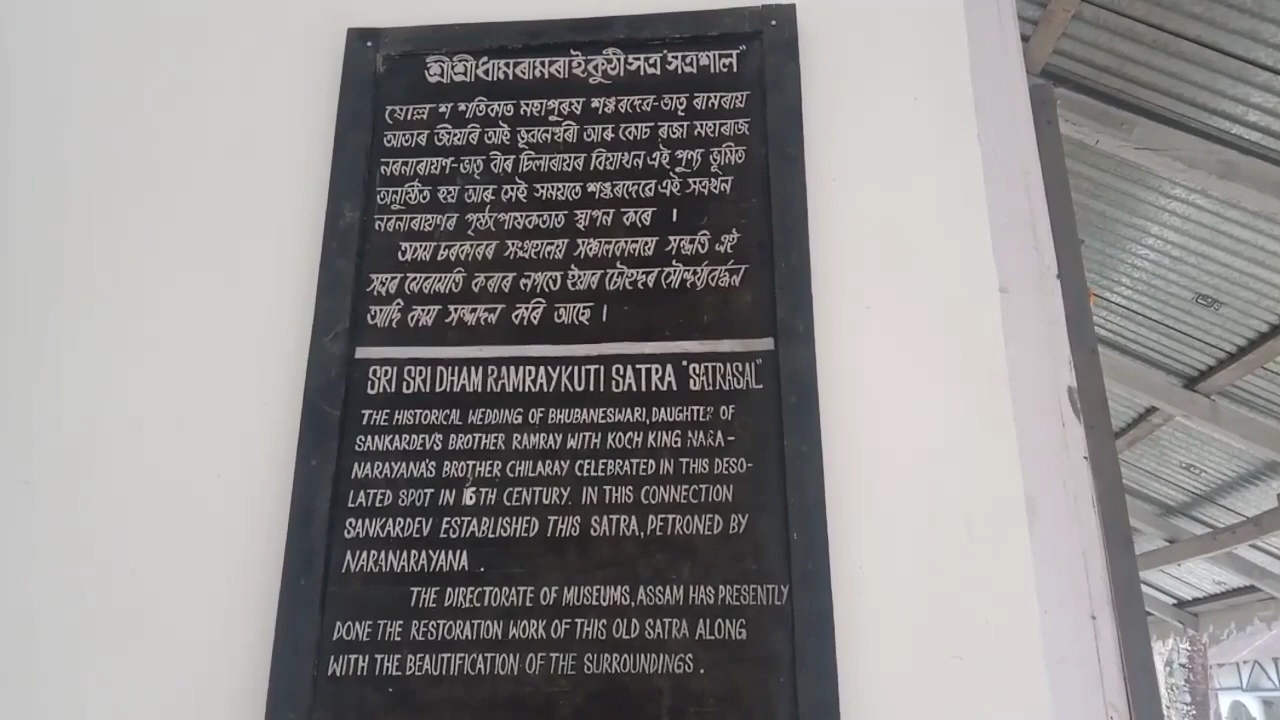 শ্ৰীশ্ৰীধামৰামৰাইকুঠীসত্ৰ "সত্ৰশাল"
ষোল্ল শ শতিকাত মহাপুৰুষ শঙ্কৰদেৱ-ভাতৃ ৰামৰায়
আতাৰ জীয়ৰি আই ভূৱনেশ্বৰী আৰু কোচ ৰজা মহাৰাজ
নৰনাৰায়ণ-ভাতৃ বীৰ চিলাৰায়ৰ বিয়াখন এই পুণ্য ভূমিত
অনুষ্ঠিত হয় আৰু সেই সময়তে শঙ্কৰদেৱে এই সত্ৰখন
নৰনাৰায়ণৰ পৃষ্ঠপোষকতাত স্থাপন কৰে ।
অসম চৰকাৰৰ সংগ্ৰহালয় সঞ্চালকালয়ে সম্প্ৰতি এই
সত্ৰৰ মেৰামতি কৰাৰ লগতে ইয়াৰ চৌহদৰ সৌন্দৰ্য্যবৰ্দ্ধন
আদি কায্য সম্পাদন কৰি আছে ।
SRI SRI DHAM RAMRAYKUTI SATRA "SATRASAL"
THE HISTORICAL WEDDING OF BHUBANESWARI, DAUGHTER OF
SANKARDEV'S BROTHER RAMRAY WITH KOCH KING NARA-
NARAYANA'S BROTHER CHILARAY CELEBRATED IN THIS DESO-
LATED SPOT IN 16TH CENTURY. IN THIS CONNECTION
SANKARDEV ESTABLISHED THIS SATRA, PETRONED BY
NARANARAYANA .
THE DIRECTORATE OF MUSEUMS, ASSAM HAS PRESENTLY
DONE THE RESTORATION WORK OF THIS OLD SATRA ALONG
WITH THE BEAUTIFICATION OF THE SURROUNDINGS .